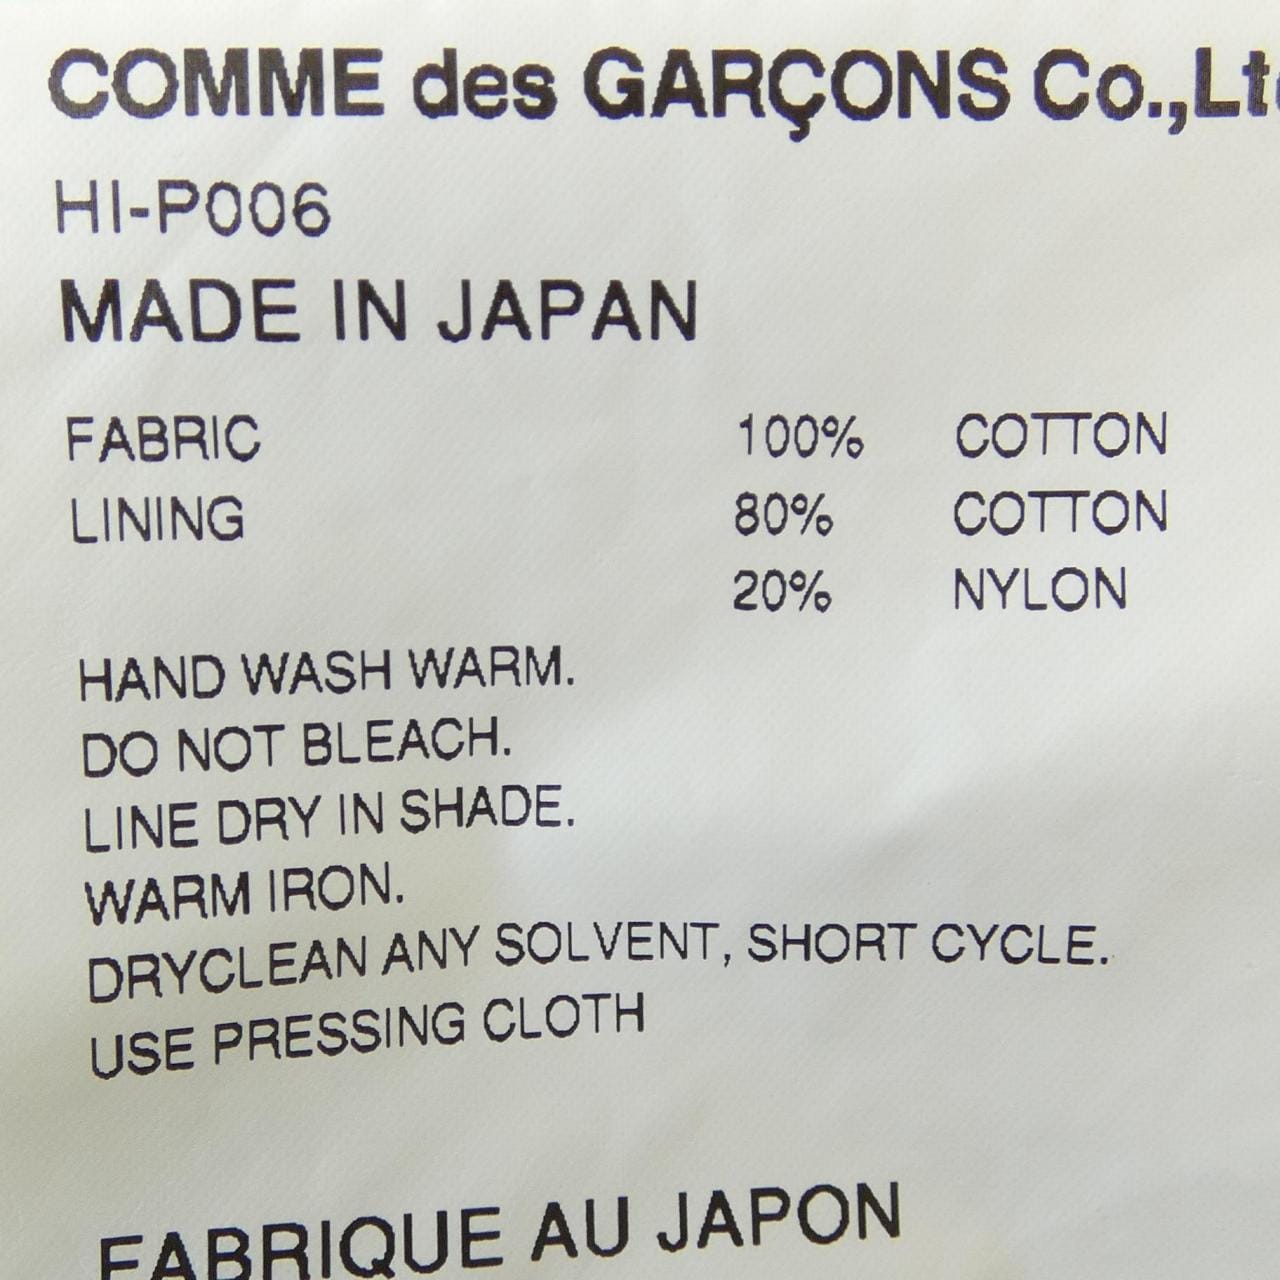 COMME des GARÇONS Co.,Lt
HI-P006
MADE IN JAPAN
FABRIC 100% COTTON
LINING 80% COTTON
20% NYLON
HAND WASH WARM.
DO NOT BLEACH.
LINE DRY IN SHADE.
WARM IRON.
DRYCLEAN ANY SOLVENT, SHORT CYCLE.
USE PRESSING CLOTH
FABRIQUE AU JAPON